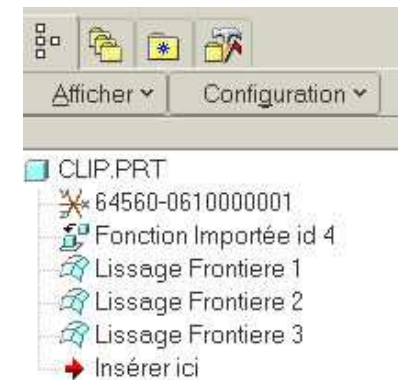 Afficher Configuration
CLIP.PRT
64560-0610000001
Fonction Importée id 4
Lissage Frontiere 1
Lissage Frontiere 2
Lissage Frontiere 3
Insérer ici